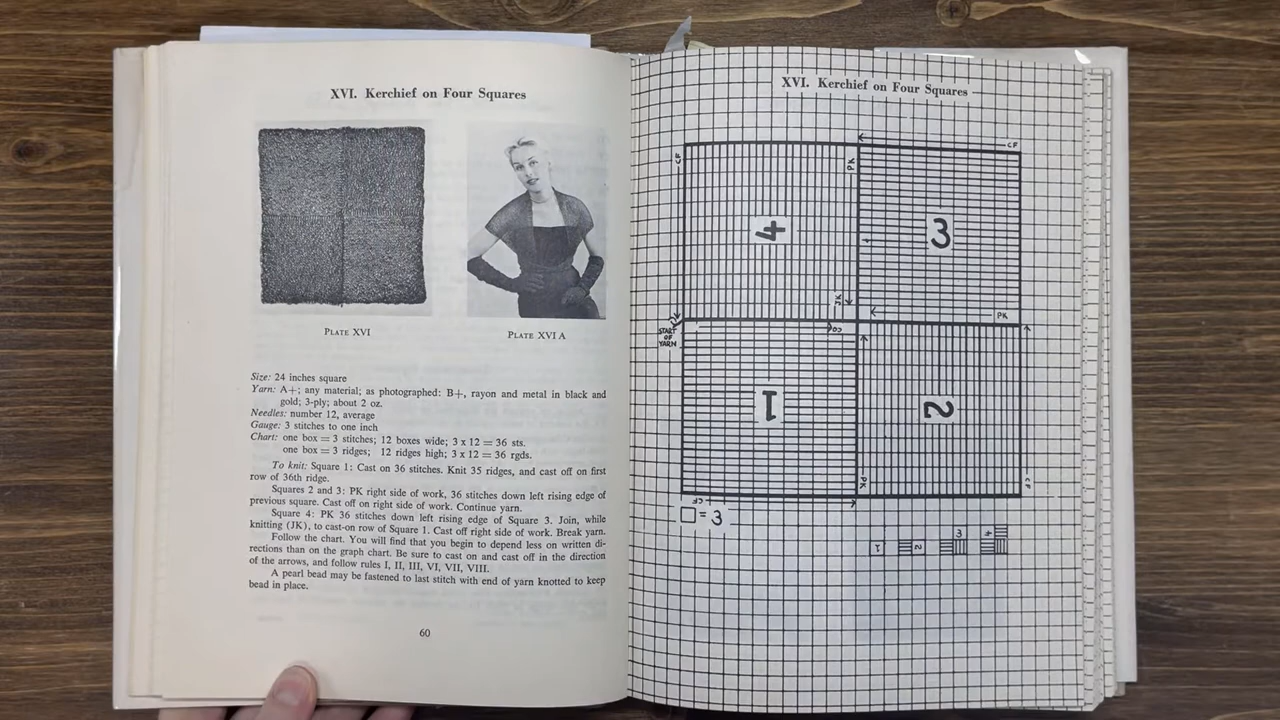 XVI. Kerchief on Four Squares
PLATE XVI
PLATE XVI A
Size: 24 inches square
Yarn: A+; any material; as photographed: B+, rayon and metal in black and
gold; 3-ply; about 2 oz.
Needles: number 12, average
Gauge: 3 stitches to one inch
Chart: one box = 3 stitches; 12 boxes wide; 3 x 12 = 36 sts.
one box = 3 ridges; 12 ridges high; 3 x 12 = 36 rgds.
To knit: Square 1: Cast on 36 stitches. Knit 35 ridges, and cast off on first
row of 36th ridge.
Squares 2 and 3: PK right side of work, 36 stitches down left rising edge of
previous square. Cast off on right side of work. Continue yarn.
Square 4: PK 36 stitches down left rising edge of Square 3. Join, while
knitting (JK), to cast-on row of Square 1. Cast off right side of work. Break yarn.
Follow the chart. You will find that you begin to depend less on written di-
rections than on the graph chart. Be sure to cast on and cast off in the direction
of the arrows, and follow rules I, II, III, VI, VII, VIII.
A pearl bead may be fastened to last stitch with end of yarn knotted to keep
bead in place.
60
XVI. Kerchief on Four Squares
CF
CF
PK
4
3
JK
PK
START
OF
YARN
CO
1
2
PK
CF
CF
= 3
1
2
3
4